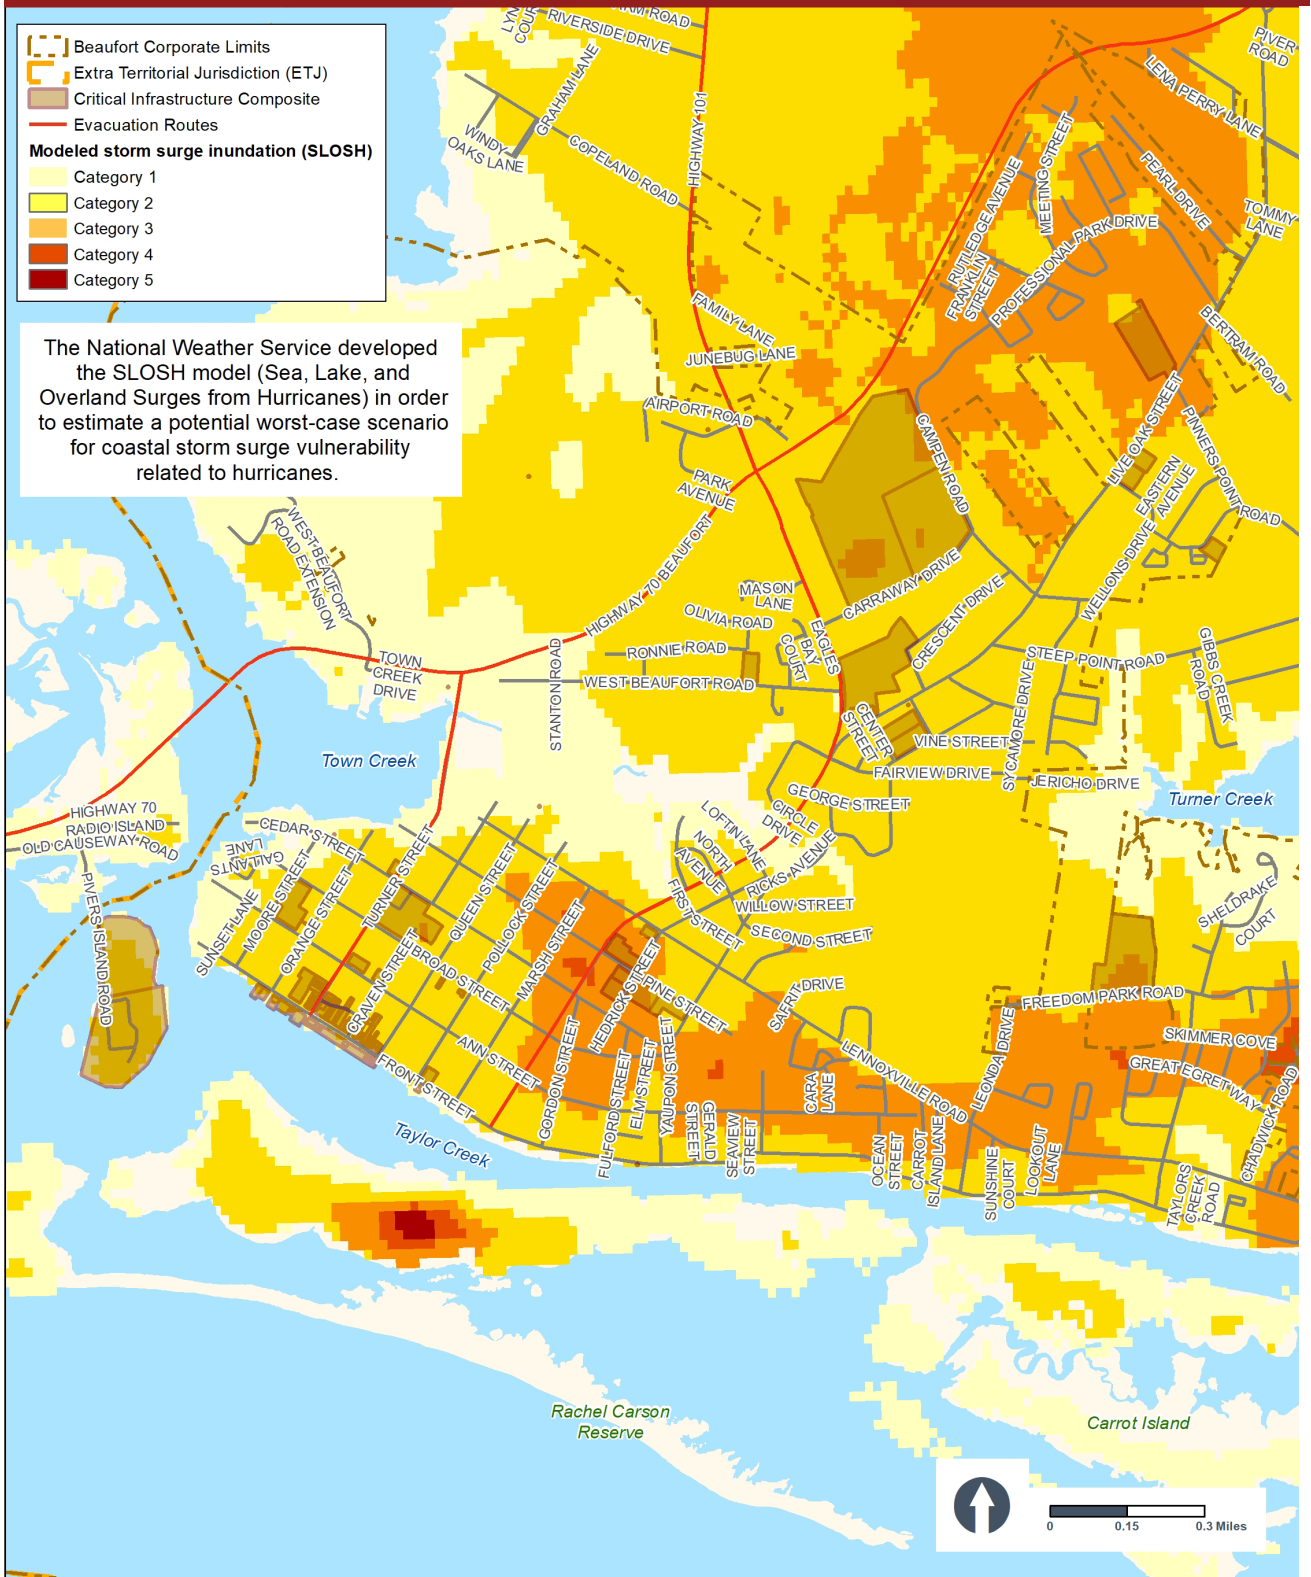 Beaufort Corporate Limits
Extra Territorial Jurisdiction (ETJ)
Critical Infrastructure Composite
Evacuation Routes
Modeled storm surge inundation (SLOSH)
Category 1
Category 2
Category 3
Category 4
Category 5
The National Weather Service developed
the SLOSH model (Sea, Lake, and
Overland Surges from Hurricanes) in order
to estimate a potential worst-case scenario
for coastal storm surge vulnerability
related to hurricanes.
RIVERSIDE DRIVE
ROAD
GRAHAM LANE
WINDY
OAKS LANE
COPELAND ROAD
HIGHWAY 101
PIVER
ROAD
LENA PERRY LANE
MEETING STREET
PEARL DRIVE
TOMMY
LANE
RUTLEDGE AVENUE
FRANKLIN
STREET
PROFESSIONAL PARK DRIVE
BERTRAM ROAD
FAMILY LANE
JUNEBUG LANE
AIRPORT ROAD
PARK
AVENUE
CAMPEN ROAD
LIVE OAK STREET
PINNERS POINT ROAD
EASTERN
AVENUE
WELLONS DRIVE
WEST BEAUFORT
ROAD EXTENSION
HIGHWAY 70 BEAUFORT
MASON
LANE
CARRAWAY DRIVE
OLIVIA ROAD
CRESCENT DRIVE
EAGLES
BAY
COURT
RONNIE ROAD
WEST BEAUFORT ROAD
STANTON ROAD
TOWN
CREEK
DRIVE
STEEP POINT ROAD
GIBBS CREEK
ROAD
SYCAMORE DRIVE
CENTER
STREET
VINE STREET
FAIRVIEW DRIVE
JERICHO DRIVE
Town Creek
Turner Creek
GEORGE STREET
CIRCLE
DRIVE
LOFTIN LANE
NORTH
AVENUE
RICKS AVENUE
WILLOW STREET
FIRST STREET
SECOND STREET
HIGHWAY 70
RADIO ISLAND
OLD CAUSEWAY ROAD
PIVERS ISLAND ROAD
CEDAR STREET
GALLANTS
LANE
SUNSET LANE
MOORE STREET
ORANGE STREET
TURNER STREET
CRAVEN STREET
QUEEN STREET
POLLOCK STREET
MARSH STREET
BROAD STREET
ANN STREET
FRONT STREET
HEDRICK STREET
PINE STREET
GORDON STREET
FULFORD STREET
ELM STREET
YAUPON STREET
GERALD
STREET
SEAVIEW
STREET
SAFRIT DRIVE
CARA
LANE
LENNOXVILLE ROAD
OCEAN
STREET
CARROT
ISLAND LANE
LEONDA DRIVE
SUNSHINE
COURT
LOOKOUT
LANE
FREEDOM PARK ROAD
SHELDRAKE
COURT
SKIMMER COVE
GREAT EGRET WAY
CHADWICK ROAD
TAYLORS
CREEK
ROAD
Taylor Creek
Rachel Carson
Reserve
Carrot Island
0 0.15 0.3 Miles